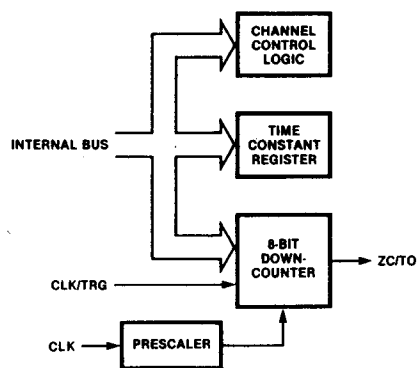 CHANNEL
CONTROL
LOGIC
INTERNAL BUS
TIME
CONSTANT
REGISTER
8-BIT
DOWN-
COUNTER
ZC/TO
CLK/TRG
CLK
PRESCALER